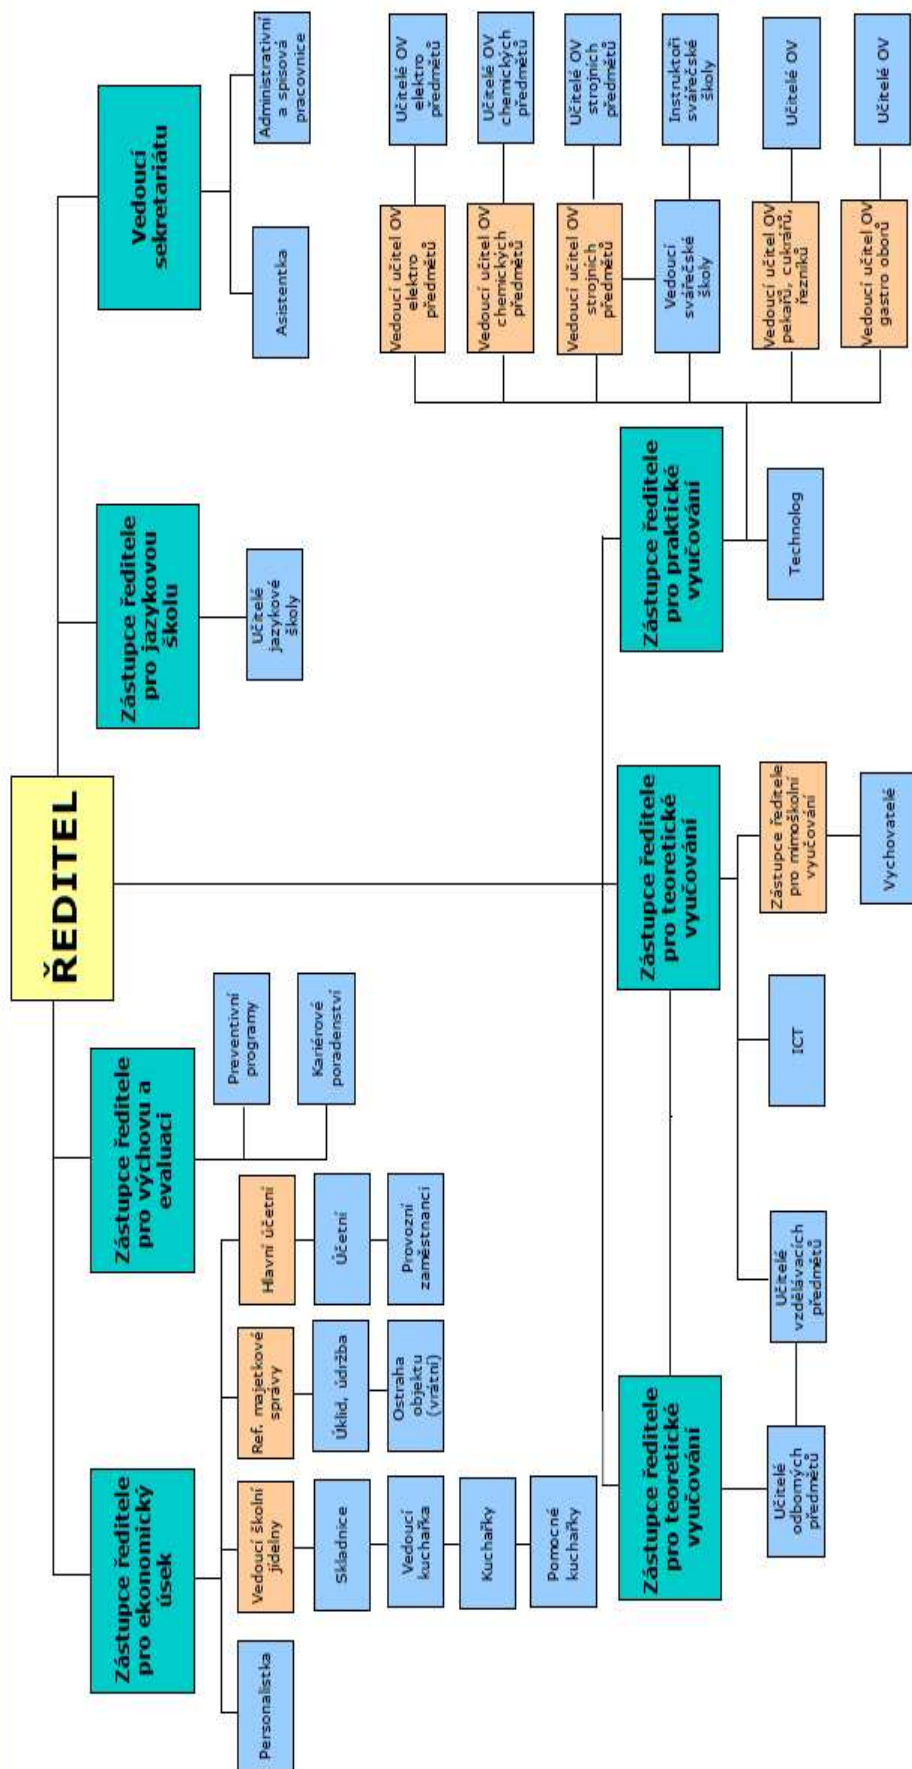 ŘEDITEL
Zástupce ředitele
pro ekonomický
úsek
Zástupce ředitele
pro výchovu a
evaluaci
Zástupce ředitele
pro jazykovou
školu
Vedoucí
sekretariátu
Personalistka
Vedoucí školní
jídelny
Skladnice
Vedoucí
kuchařka
Kuchařky
Pomocné
kuchařky
Ref. majetkové
správy
Úklid, údržba
Ostraha
objektu
(vrátní)
Hlavní účetní
Účetní
Provozní
zaměstnanci
Preventivní
programy
Kariérové
poradenství
Učitelé
jazykové
školy
Asistentka
Administrativní
a spisová
pracovnice
Zástupce ředitele
pro teoretické
vyučování
Učitelé
odborných
předmětů
Učitelé
vzdělávacích
předmětů
Zástupce ředitele
pro teoretické
vyučování
ICT
Zástupce ředitele
pro mimoškolní
vyučování
Vychovatelé
Zástupce ředitele
pro praktické
vyučování
Technolog
Vedoucí učitel OV
elektro
předmětů
Učitelé OV
elektro
předmětů
Vedoucí učitel OV
chemických
předmětů
Učitelé OV
chemických
předmětů
Vedoucí učitel OV
strojních
předmětů
Učitelé OV
strojních
předmětů
Vedoucí
svářečské
školy
Instruktoři
svářečské
školy
Vedoucí učitel OV
pekařů, cukrářů,
řezníků
Učitelé OV
Vedoucí učitel OV
gastro oborů
Učitelé OV